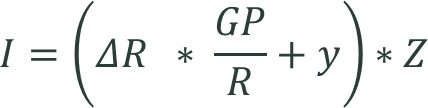 I = (ΔR * GP/R + y) * Z